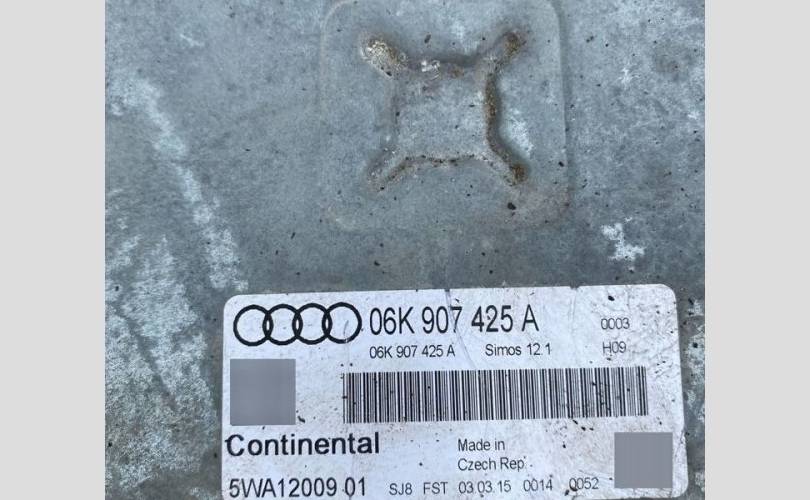 06K 907 425 A 0003
06K 907 425 A Simos 12.1 H09
Continental
Made in
Czech Rep.
5WA12009 01 SJ8 FST 03.03.15 0014 0052